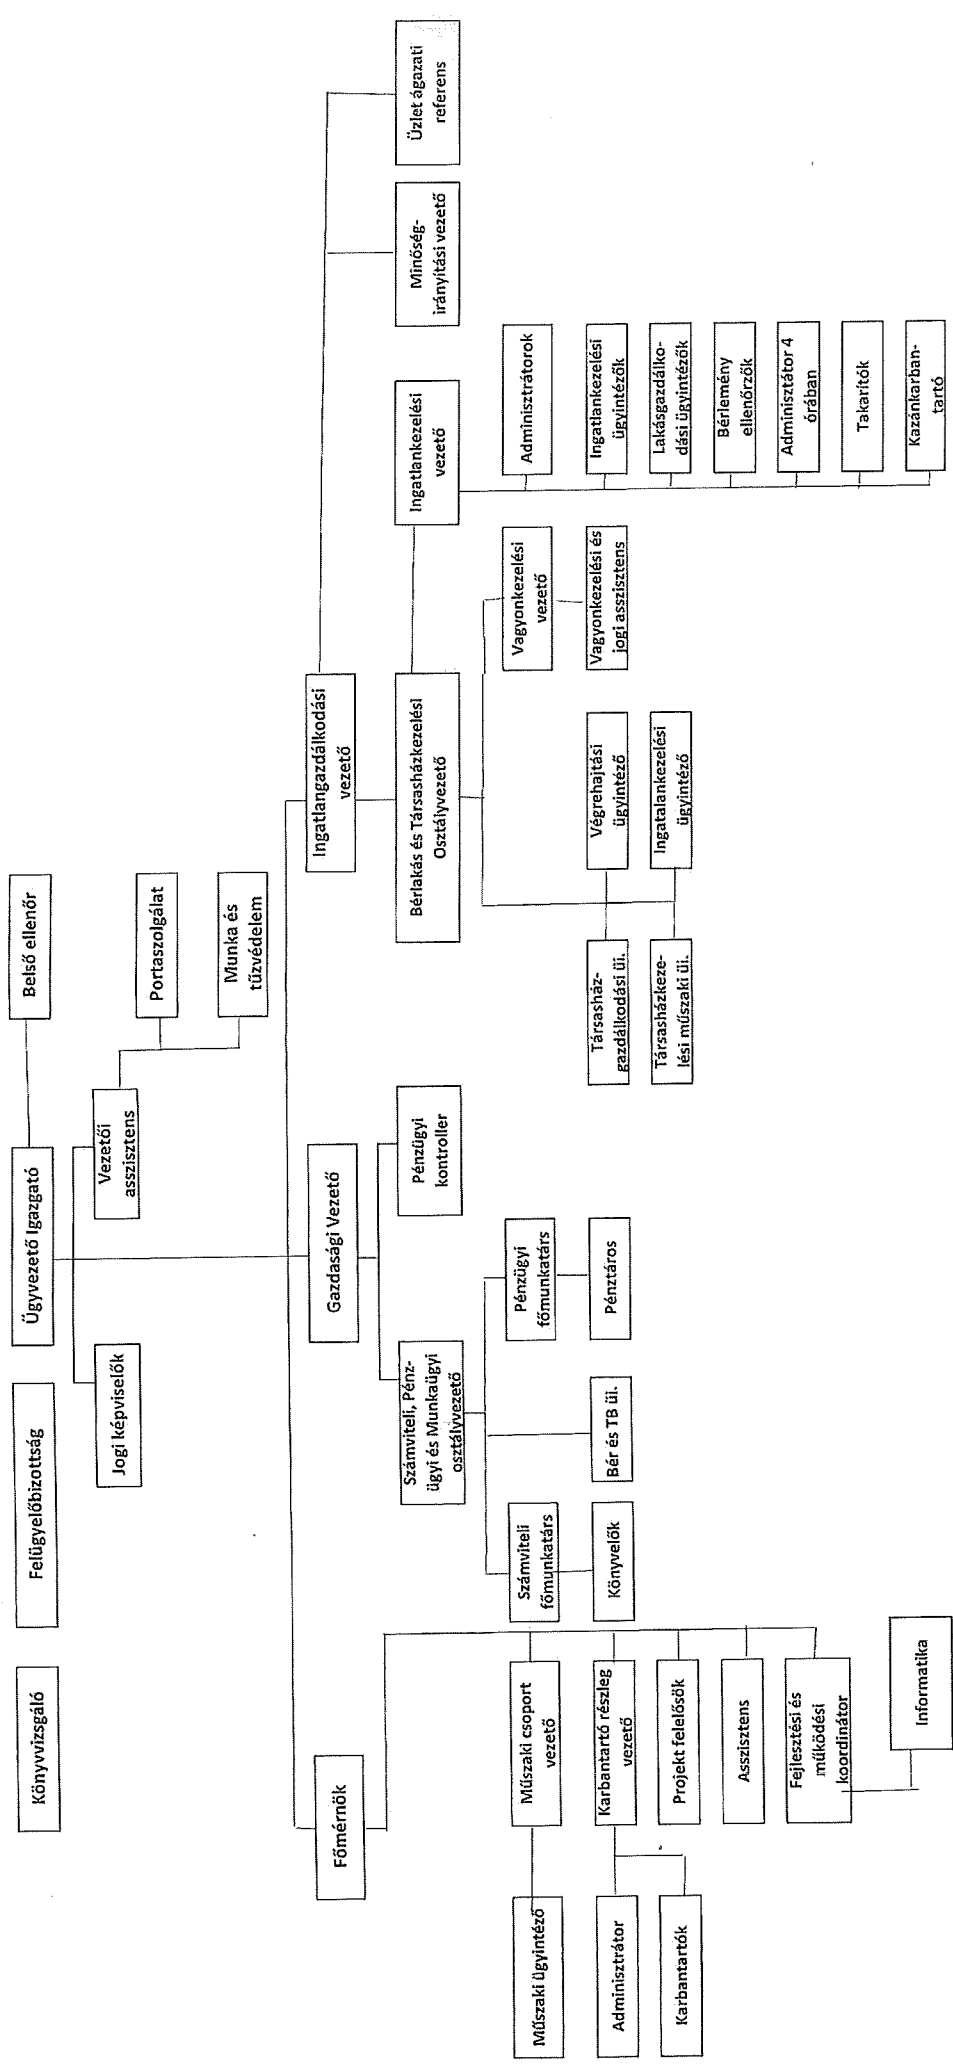 Könyvizsgáló
Felügyelőbizottság
Ügyvezető Igazgató
Belső ellenőr
Jogi képviselők
Vezetői
asszisztens
Portaszolgálat
Munka és
tűzvédelem
Főmérnök
Gazdasági Vezető
Ingatlangazdálkodási
vezető
Számviteli, Pénz-
ügyi és Munkaügyi
osztályvezető
Pénzügyi
kontroller
Bérlakás és Társasházkezelési
Osztályvezető
Ingatlankezelési
vezető
Minőség-
irányítási vezető
Üzlet ágazati
referens
Műszaki ügyintéző
Műszaki csoport
vezető
Számviteli
főmunkatárs
Pénzügyi
főmunkatárs
Vagyonkezelési
vezető
Adminisztrátorok
Adminisztrátor
Karbantartó részleg
vezető
Könyvelők
Bér és TB üi.
Pénztáros
Társasház-
gazdálkodási üi.
Végrehajtási
ügyintéző
Vagyonkezelési és
jogi asszisztens
Ingatlankezelési
ügyintézők
Karbantartók
Projekt felelősök
Társasházkeze-
lési műszaki üi.
Ingatalankezelési
ügyintéző
Lakásgazdálko-
dási ügyintézők
Asszisztens
Bérlemény
ellenőrzők
Fejlesztési és
működési
koordinátor
Adminisztátor 4
órában
Takarítók
Informatika
Kazánkarban-
tartó